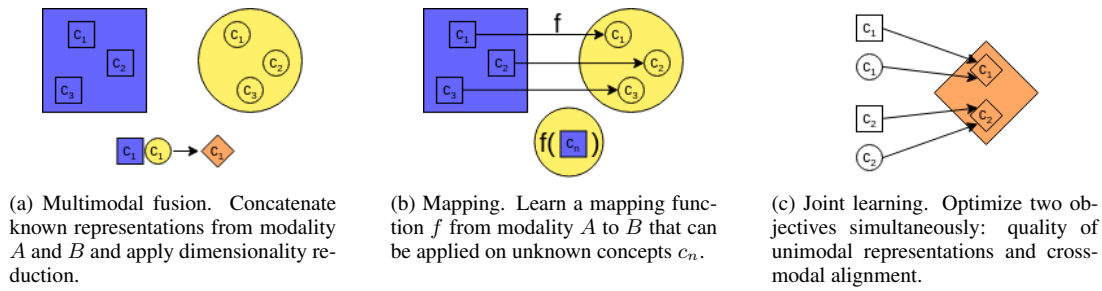 c₁
c₂
c₃
c₁
c₂
c₃
c₁ c₁ c₁
(a) Multimodal fusion. Concatenate
known representations from modality
A and B and apply dimensionality re-
duction.
f
c₁ c₁
c₂ c₂
c₃ c₃
f( cₙ )
(b) Mapping. Learn a mapping func-
tion f from modality A to B that can
be applied on unknown concepts cₙ.
c₁
c₁
c₁
c₂
c₂
c₂
(c) Joint learning. Optimize two ob-
jectives simultaneously: quality of
unimodal representations and cross-
modal alignment.